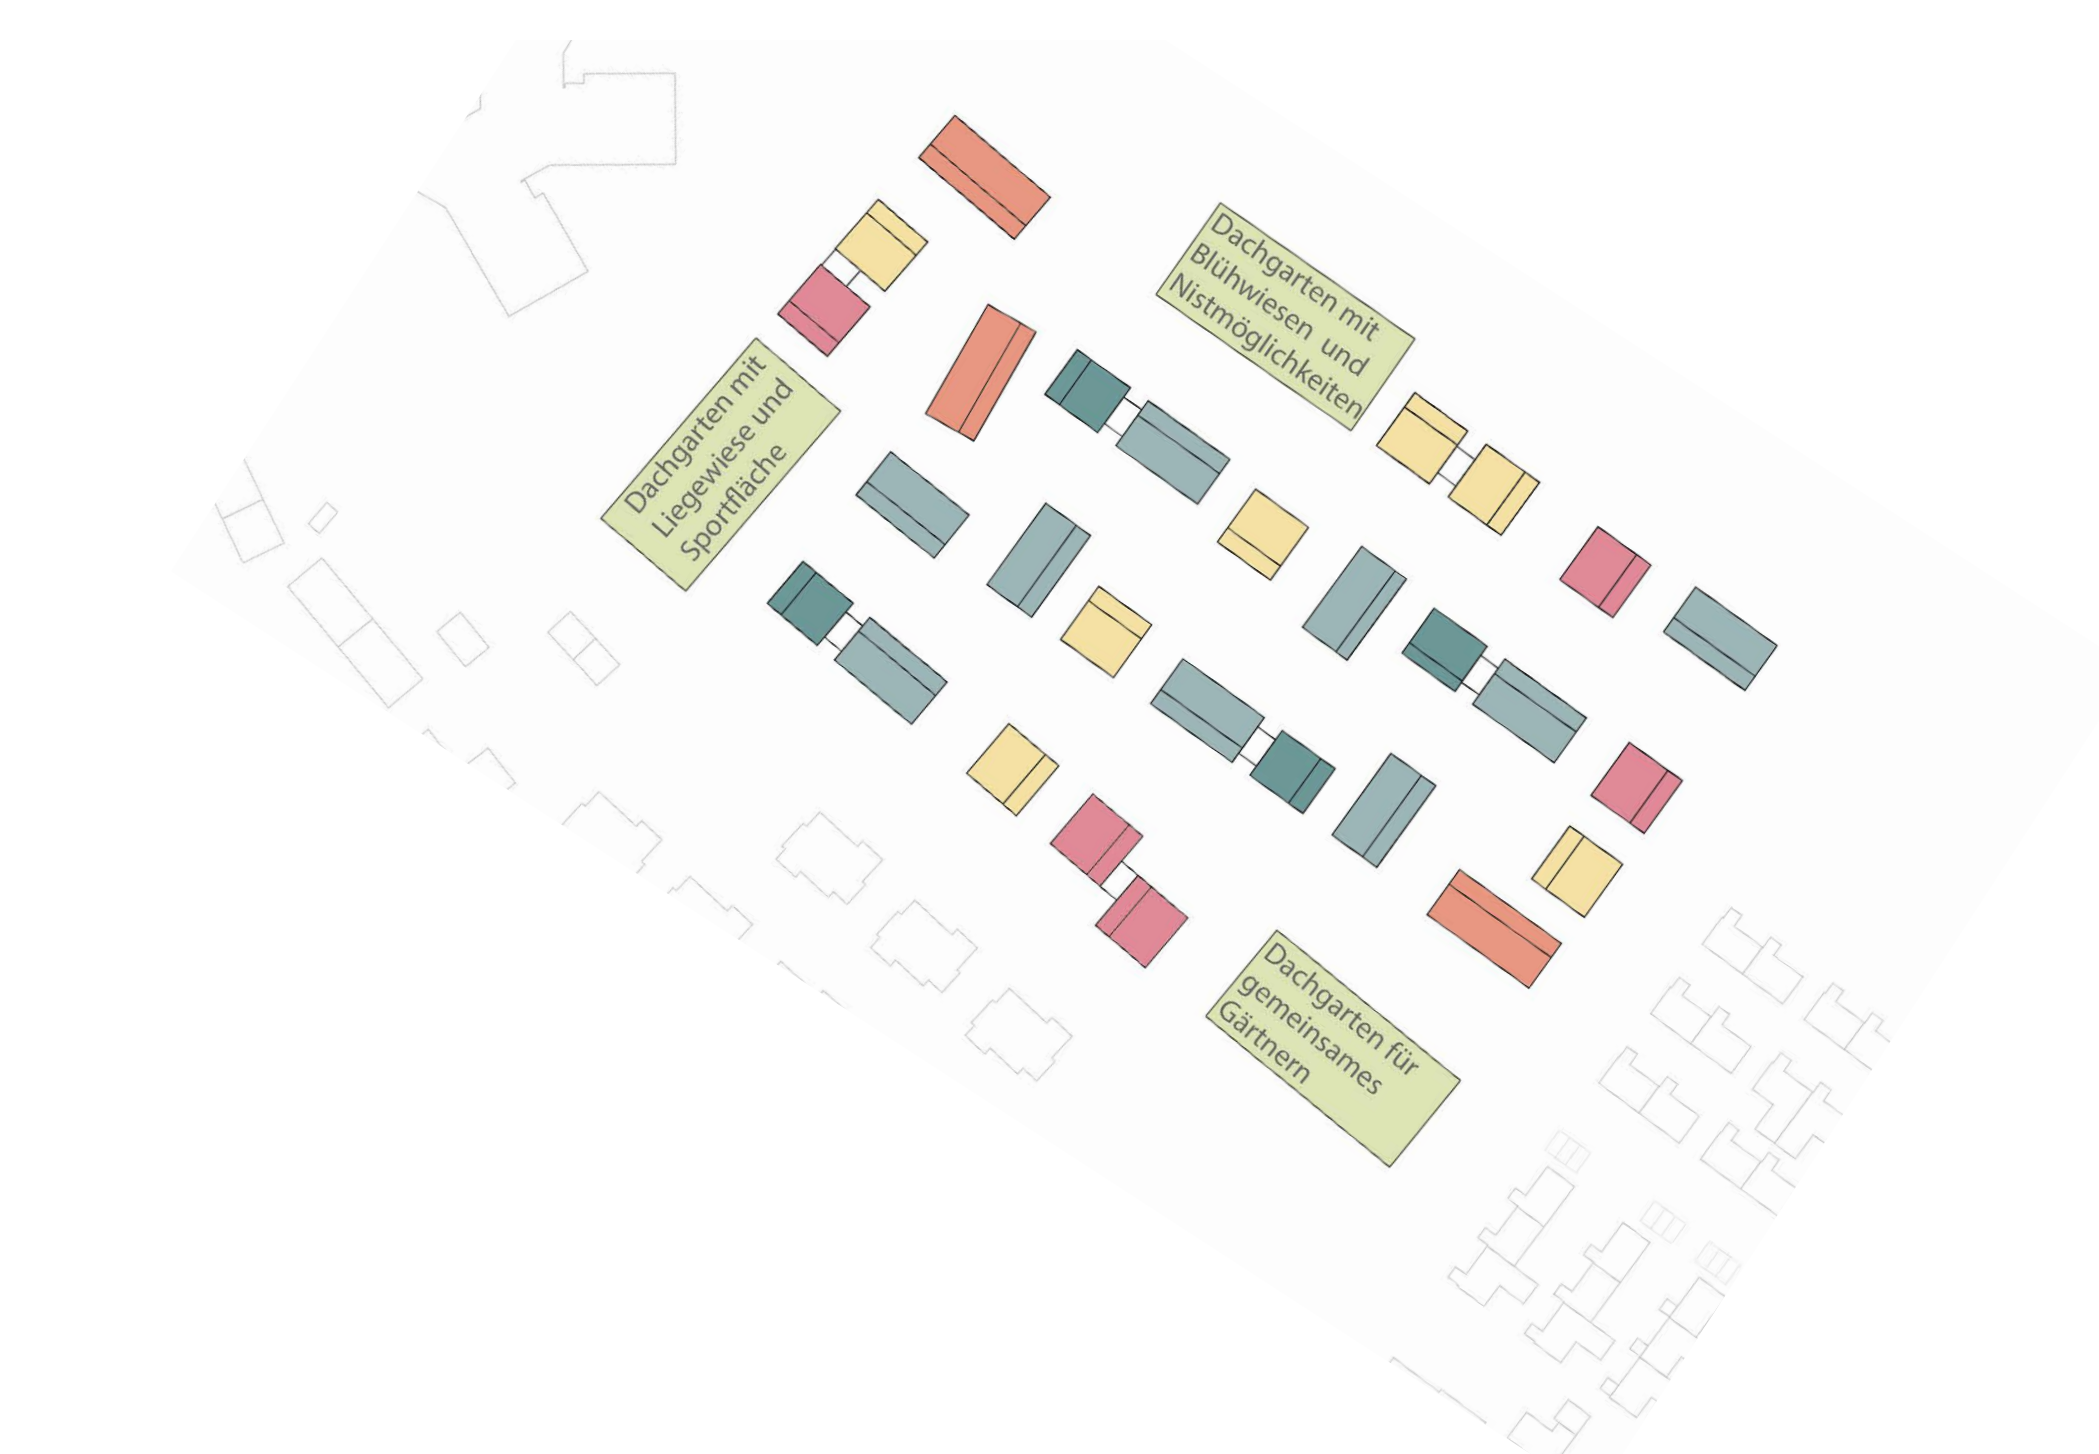 Dachgarten mit
Blühwiesen und
Nistmöglichkeiten
Dachgarten mit
Liegewiese und
Sportfläche
Dachgarten für
gemeinsames
Gärtnern